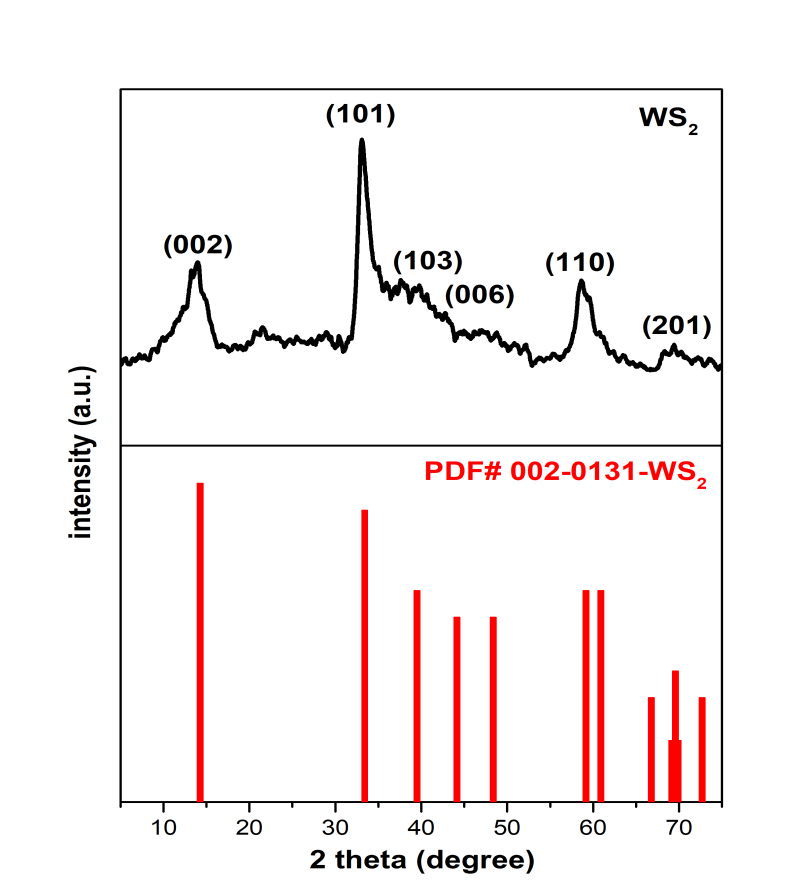 (101)
WS₂
(002)
(103)
(110)
(006)
(201)
intensity (a.u.)
PDF# 002-0131-WS₂
10 20 30 40 50 60 70
2 theta (degree)